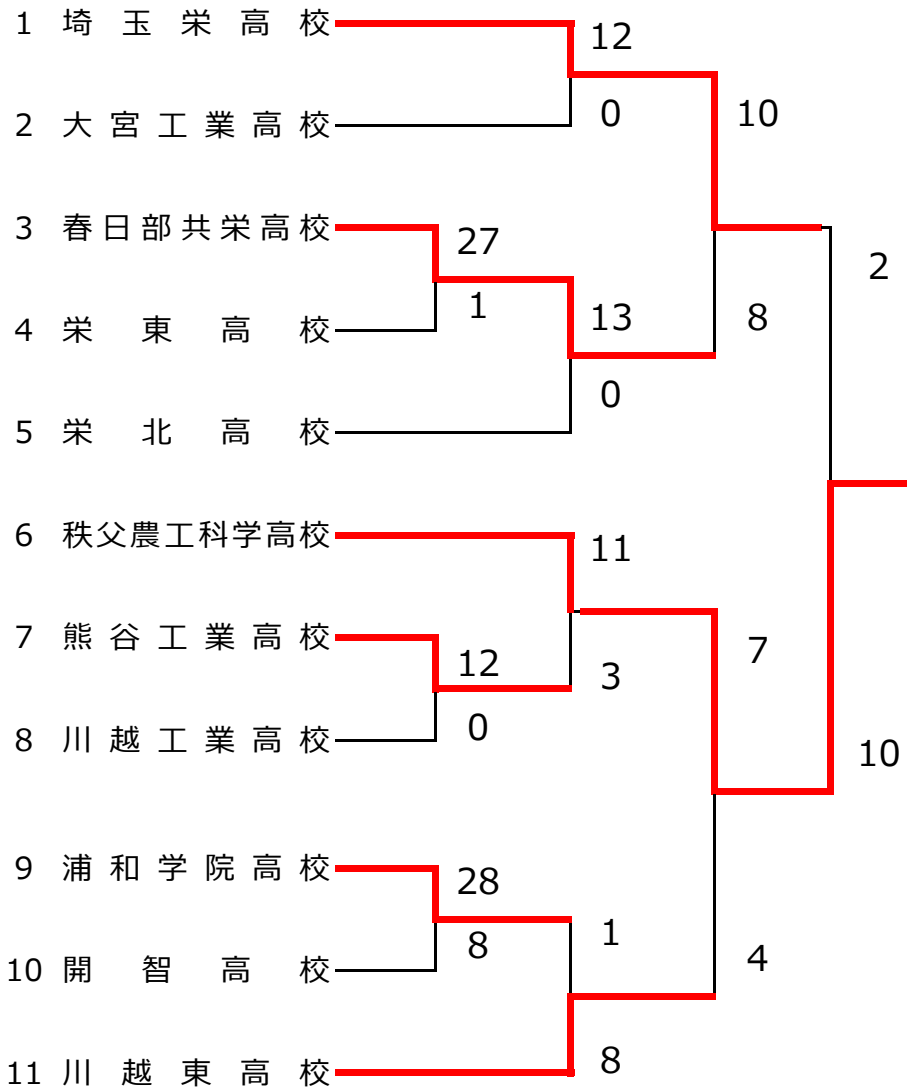 1 埼玉栄高校
12
0
10
2 大宮工業高校
3 春日部共栄高校
27
1
2
4 栄東高校
13
8
0
5 栄北高校
6 秩父農工科学高校
11
7 熊谷工業高校
12
3
7
0
8 川越工業高校
10
9 浦和学院高校
28
8
1
4
10 開智高校
11 川越東高校
8